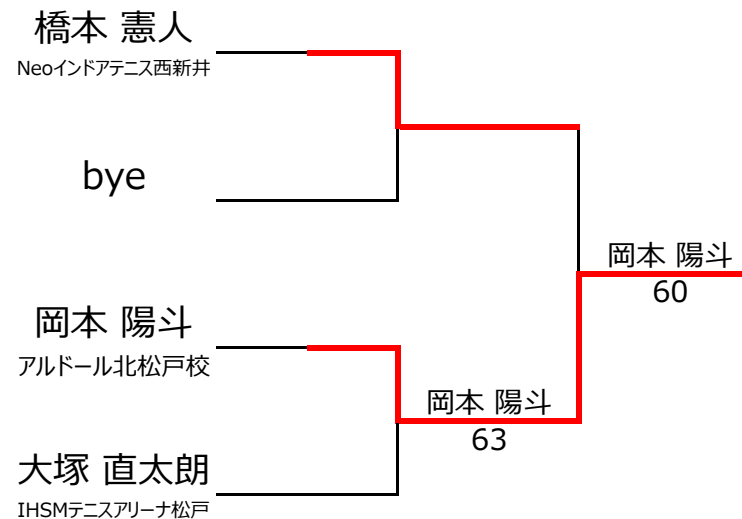 橋本 憲人
Neoインドアテニス西新井
bye
岡本 陽斗
60
岡本 陽斗
アルドール北松戸校
岡本 陽斗
63
大塚 直太朗
IHSMテニスアリーナ松戸